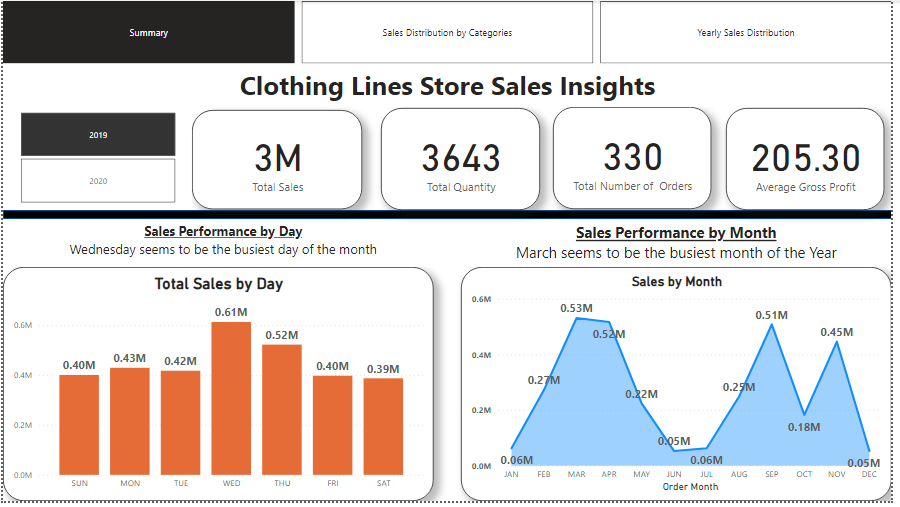 Summary
Sales Distribution by Categories
Yearly Sales Distribution
Clothing Lines Store Sales Insights
2019
2020
3M
Total Sales
3643
Total Quantity
330
Total Number of Orders
205.30
Average Gross Profit
Sales Performance by Day
Wednesday seems to be the busiest day of the month
Total Sales by Day
0.6M
0.4M
0.2M
0.0M
0.40M
0.43M
0.42M
0.61M
0.52M
0.40M
0.39M
SUN MON TUE WED THU FRI SAT
Sales Performance by Month
March seems to be the busiest month of the Year
Sales by Month
0.6M
0.4M
0.2M
0.0M
0.06M
0.27M
0.53M
0.52M
0.22M
0.05M
0.06M
0.25M
0.51M
0.18M
0.45M
0.05M
JAN FEB MAR APR MAY JUN JUL AUG SEP OCT NOV DEC
Order Month